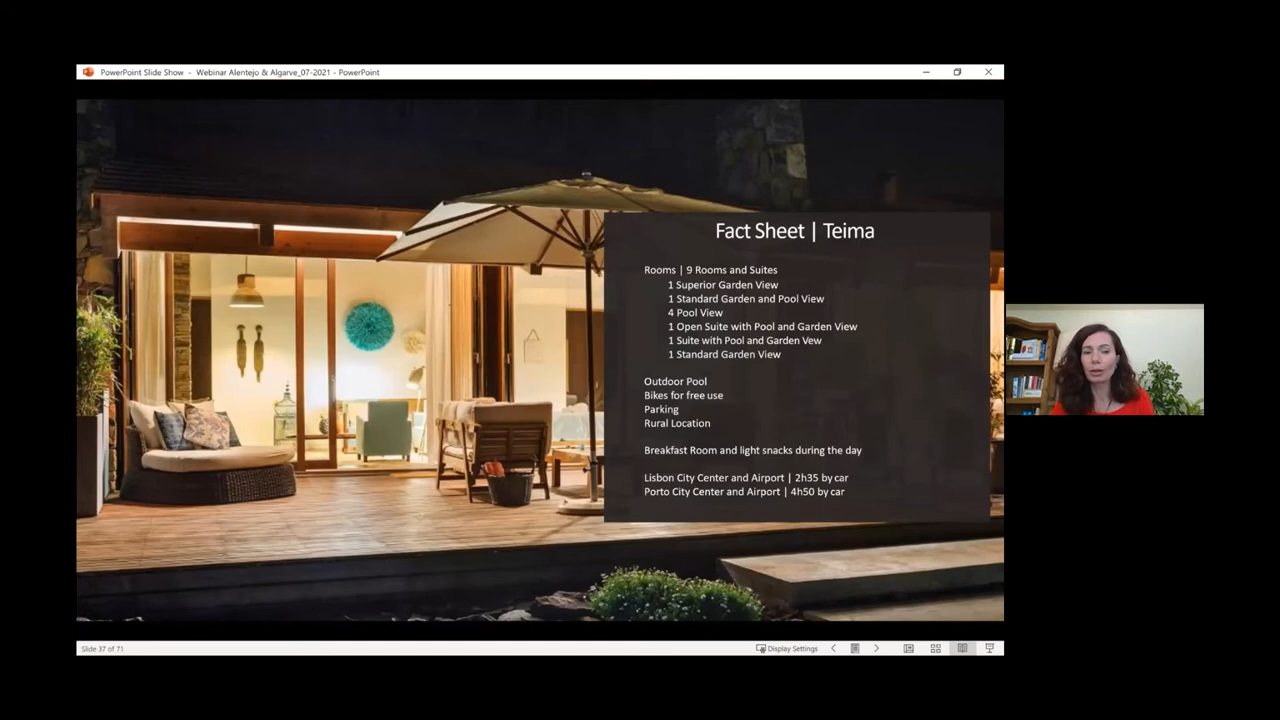 PowerPoint Slide Show - Webinar Alentejo & Algarve_07-2021 - PowerPoint
Fact Sheet | Teima
Rooms | 9 Rooms and Suites
1 Superior Garden View
1 Standard Garden and Pool View
4 Pool View
1 Open Suite with Pool and Garden View
1 Suite with Pool and Garden Vew
1 Standard Garden View
Outdoor Pool
Bikes for free use
Parking
Rural Location
Breakfast Room and light snacks during the day
Lisbon City Center and Airport | 2h35 by car
Porto City Center and Airport | 4h50 by car
Slide 37 of 71
Display Settings